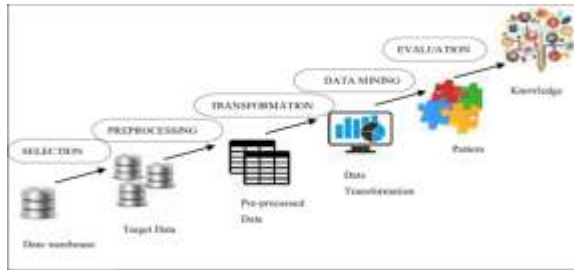 EVALUATION
DATA MINING
Knowledge
TRANSFORMATION
Pattern
PREPROCESSING
SELECTION
Data
Transformation
Pre-processed
Data
Target Data
Data warehouse